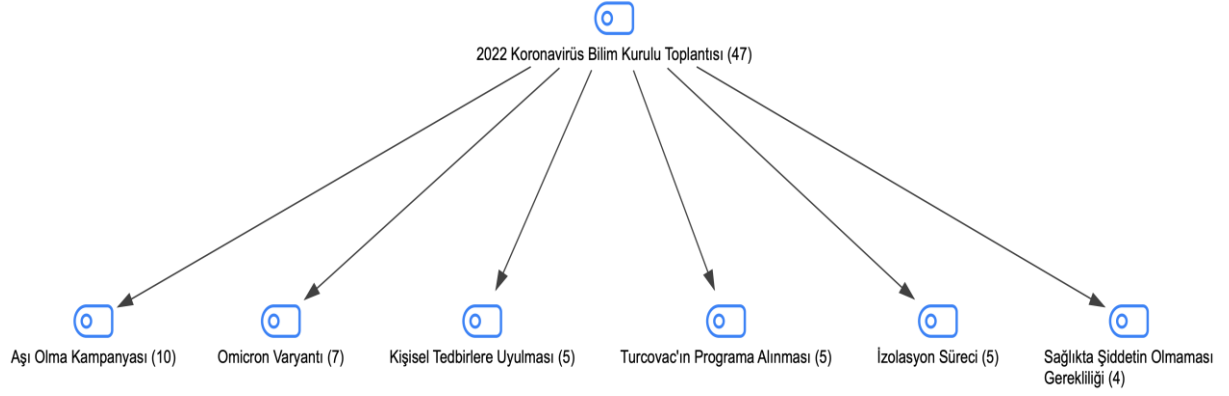 2022 Koronavirüs Bilim Kurulu Toplantısı (47)
Aşı Olma Kampanyası (10)
Omicron Varyantı (7)
Kişisel Tedbirlere Uyulması (5)
Turcovac'ın Programa Alınması (5)
İzolasyon Süreci (5)
Sağlıkta Şiddetin Olmaması
Gerekliliği (4)